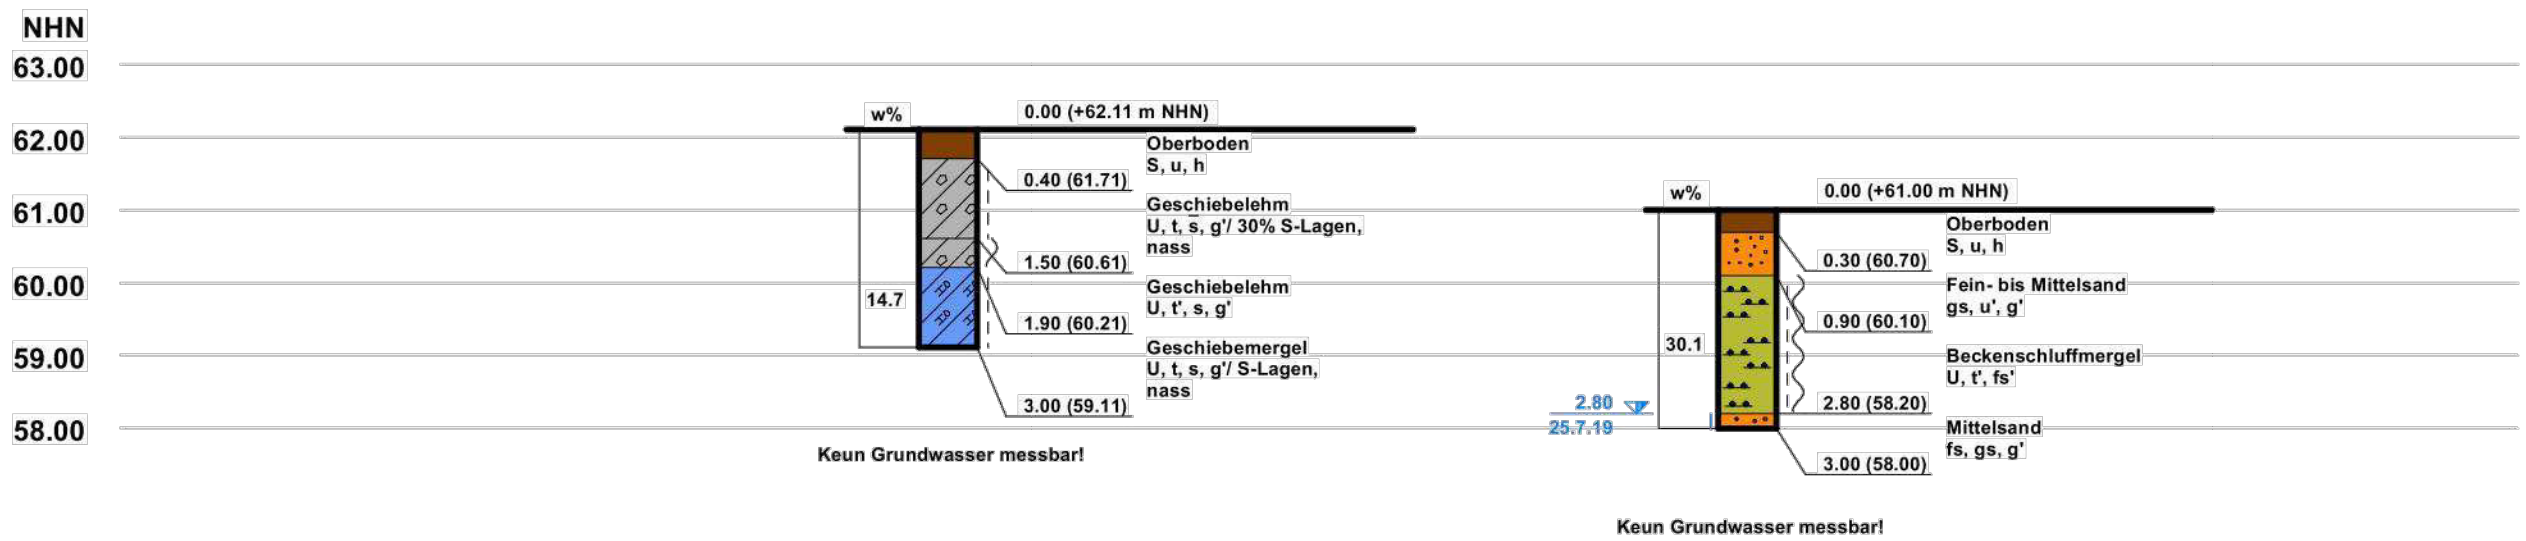 NHN
63.00
62.00
61.00
60.00
59.00
58.00
w%
0.00 (+62.11 m NHN)
Oberboden
S, u, h
0.40 (61.71)
Geschiebelehm
U, t, s̅, g'/ 30% S-Lagen,
nass
1.50 (60.61)
Geschiebelehm
U, t', s, g'
14.7
1.90 (60.21)
Geschiebemergel
U, t, s, g'/ S-Lagen,
nass
3.00 (59.11)
Keun Grundwasser messbar!
w%
0.00 (+61.00 m NHN)
Oberboden
S, u, h
0.30 (60.70)
Fein- bis Mittelsand
gs, u', g'
0.90 (60.10)
30.1
Beckenschluffmergel
U, t', fs'
2.80
2.80 (58.20)
25.7.19
Mittelsand
fs, gs, g'
3.00 (58.00)
Keun Grundwasser messbar!